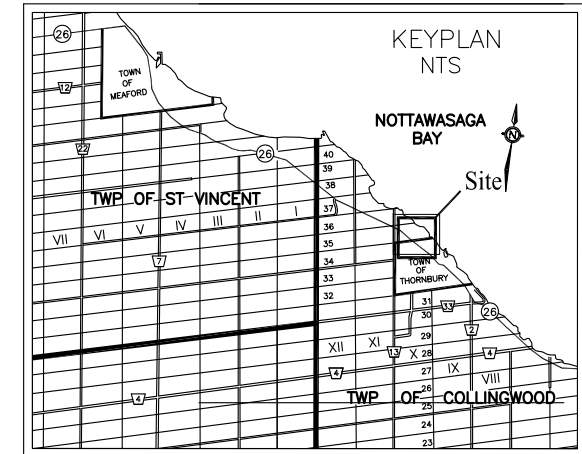 KEYPLAN
NTS
26
TOWN
OF
MEAFORD
12
22
NOTTAWASAGA
BAY
N
26
Site
40
39
38
37
36
35
34
33
32
TWP OF ST VINCENT
VII VI V IV III II I
7
TOWN
OF
THORNBURY
31
30
33
26
2
29
28
27
26
25
24
23
XII XI X IX VIII
13
4
4
4
TWP OF COLLINGWOOD